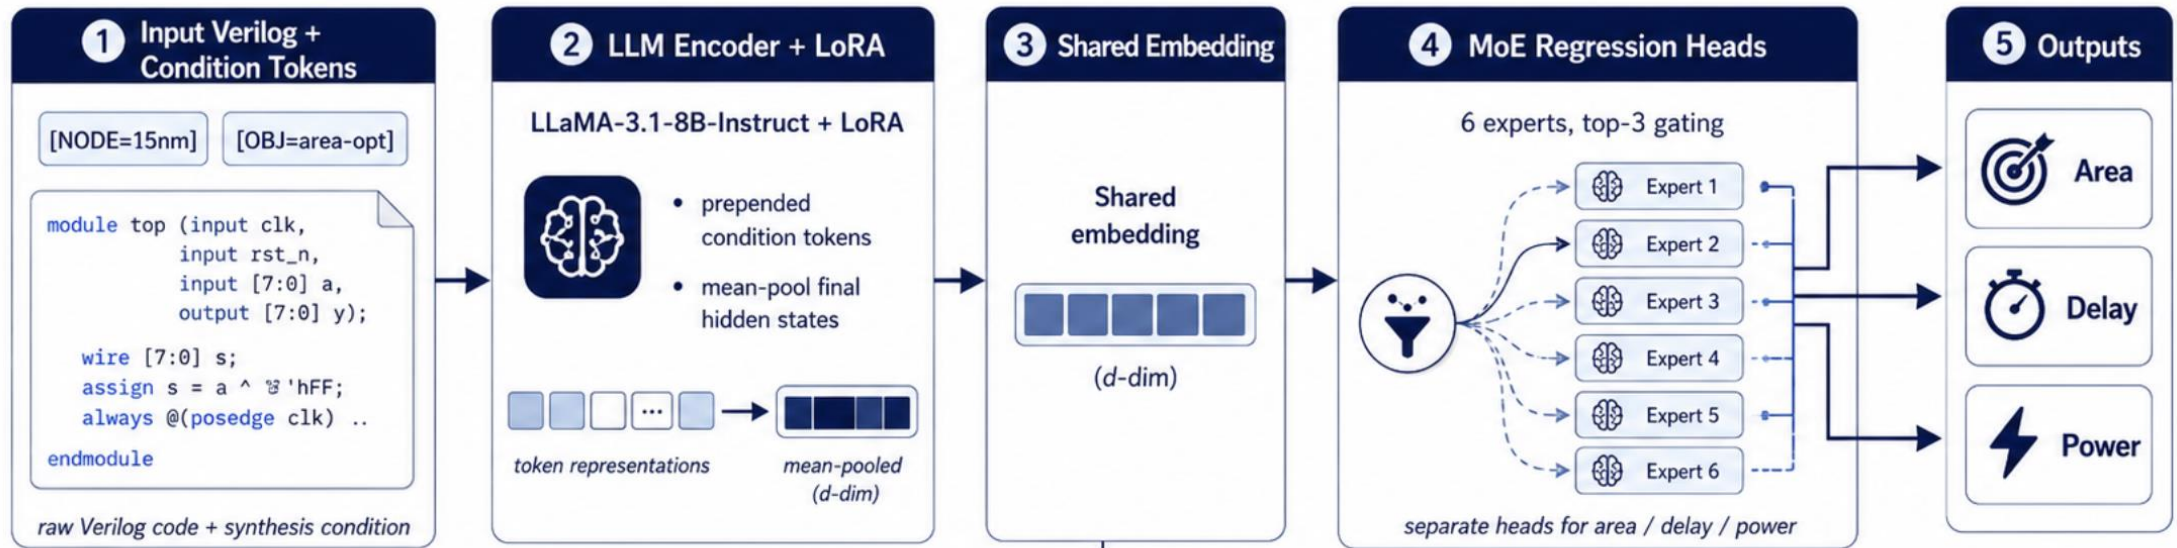 1 Input Verilog +
Condition Tokens
[NODE=15nm] [OBJ=area-opt]
module top (input clk,
input rst_n,
input [7:0] a,
output [7:0] y);
wire [7:0] s;
assign s = a ^ 'hFF;
always @(posedge clk) ..
endmodule
raw Verilog code + synthesis condition
2 LLM Encoder + LoRA
LLaMA-3.1-8B-Instruct + LoRA
• prepended
condition tokens
• mean-pool final
hidden states
...
token representations
mean-pooled
(d-dim)
3 Shared Embedding
Shared
embedding
(d-dim)
4 MoE Regression Heads
6 experts, top-3 gating
Expert 1
Expert 2
Expert 3
Expert 4
Expert 5
Expert 6
separate heads for area / delay / power
5 Outputs
Area
Delay
Power